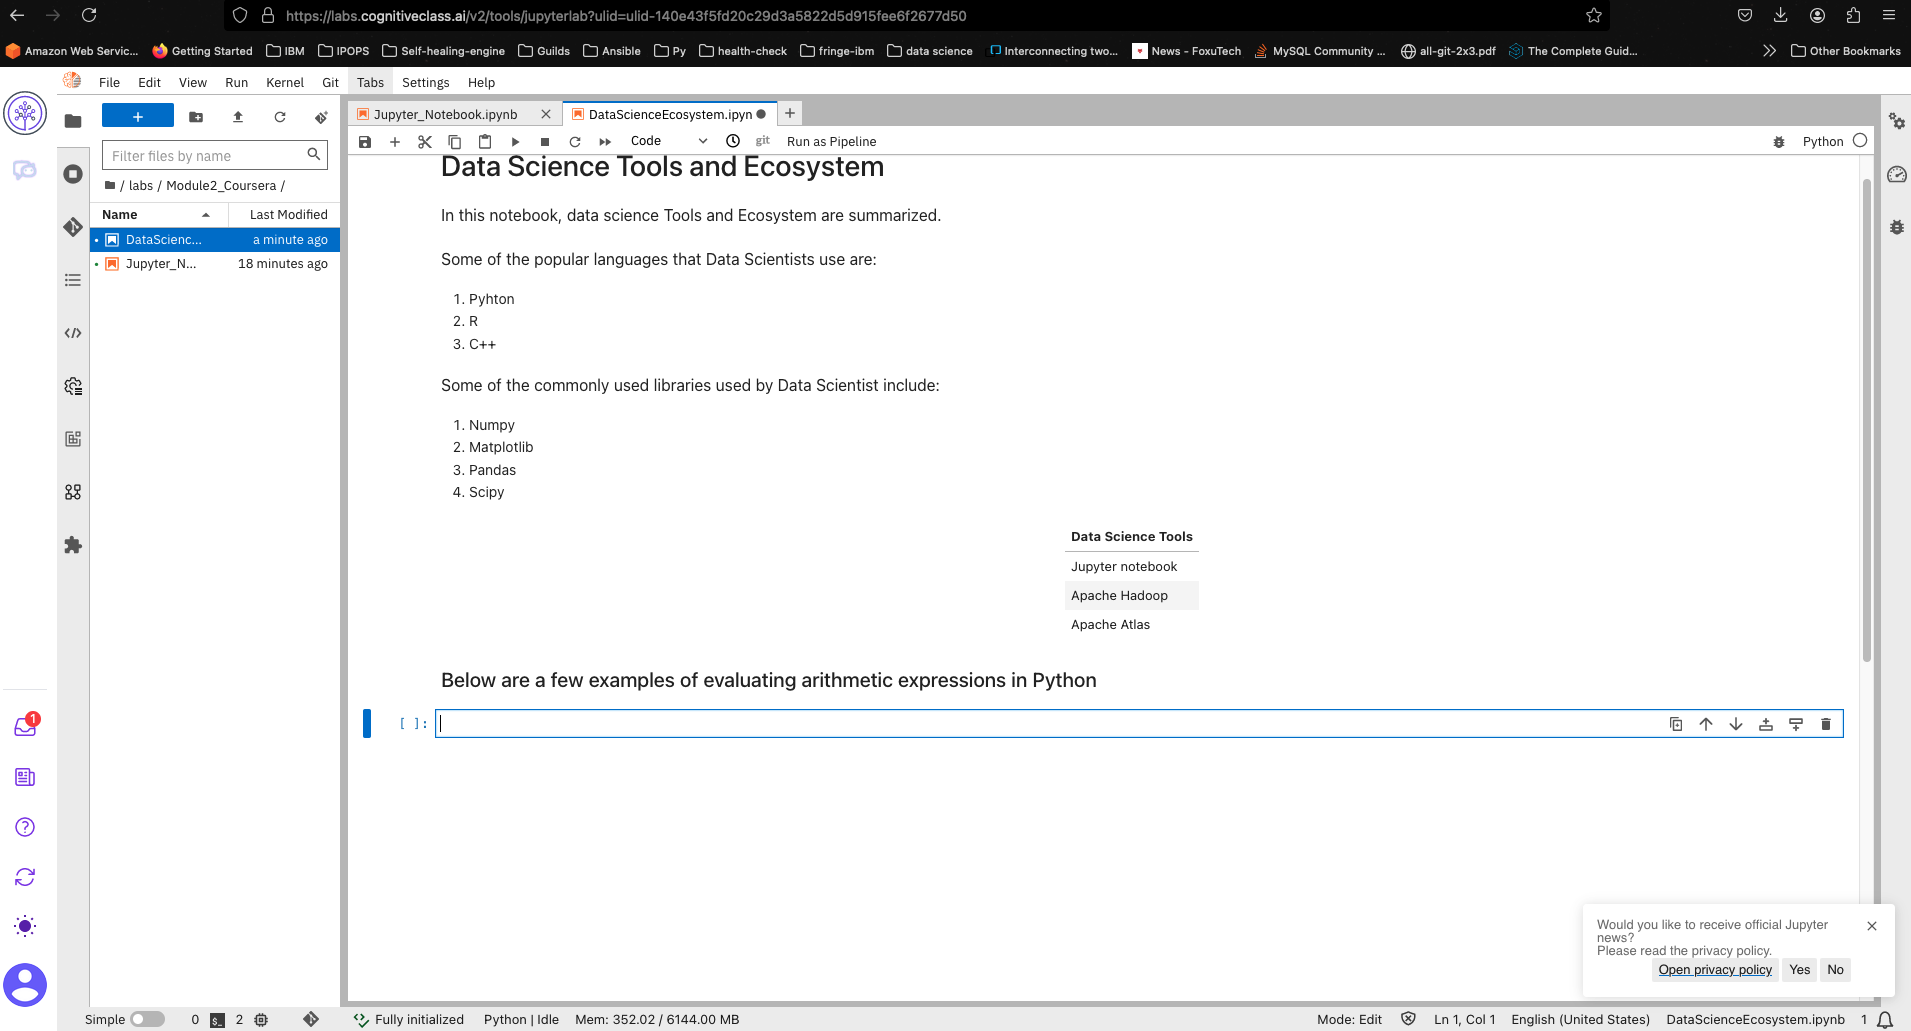 https://labs.cognitiveclass.ai/v2/tools/jupyterlab?ulid=ulid-140e43f5fd20c29d3a5822d5d915fee6f2677d50
Amazon Web Servic... Getting Started IBM IPOPS Self-healing-engine Guilds Ansible Py health-check fringe-ibm data science Interconnecting two... News - FoxuTech MySQL Community ... all-git-2x3.pdf The Complete Guid... Other Bookmarks
File Edit View Run Kernel Git Tabs Settings Help
+
Jupyter_Notebook.ipynb DataScienceEcosystem.ipyn
Code git Run as Pipeline Python
Filter files by name
/ labs / Module2_Coursera /
Name Last Modified
DataScienc... a minute ago
Jupyter_N... 18 minutes ago
Data Science Tools and Ecosystem
In this notebook, data science Tools and Ecosystem are summarized.
Some of the popular languages that Data Scientists use are:
1. Pyhton
2. R
3. C++
Some of the commonly used libraries used by Data Scientist include:
1. Numpy
2. Matplotlib
3. Pandas
4. Scipy
Data Science Tools
Jupyter notebook
Apache Hadoop
Apache Atlas
Below are a few examples of evaluating arithmetic expressions in Python
[ ]:
1
Would you like to receive official Jupyter
news?
Please read the privacy policy.
Open privacy policy Yes No
Simple 0 $_ 2 Fully initialized Python | Idle Mem: 352.02 / 6144.00 MB Mode: Edit Ln 1, Col 1 English (United States) DataScienceEcosystem.ipynb 1